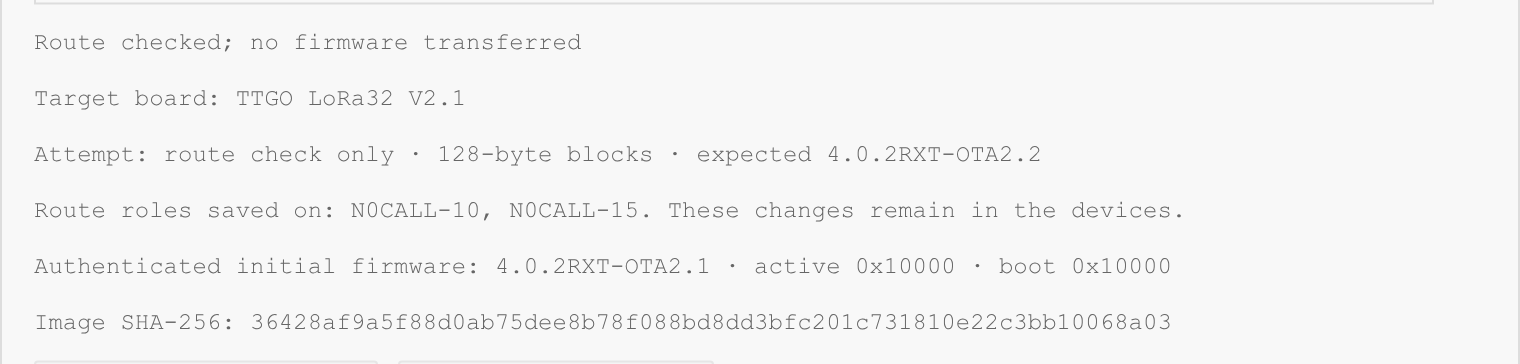 Route checked; no firmware transferred
Target board: TTGO LoRa32 V2.1
Attempt: route check only · 128-byte blocks · expected 4.0.2RXT-OTA2.2
Route roles saved on: N0CALL-10, N0CALL-15. These changes remain in the devices.
Authenticated initial firmware: 4.0.2RXT-OTA2.1 · active 0x10000 · boot 0x10000
Image SHA-256: 36428af9a5f88d0ab75dee8b78f088bd8dd3bfc201c731810e22c3bb10068a03